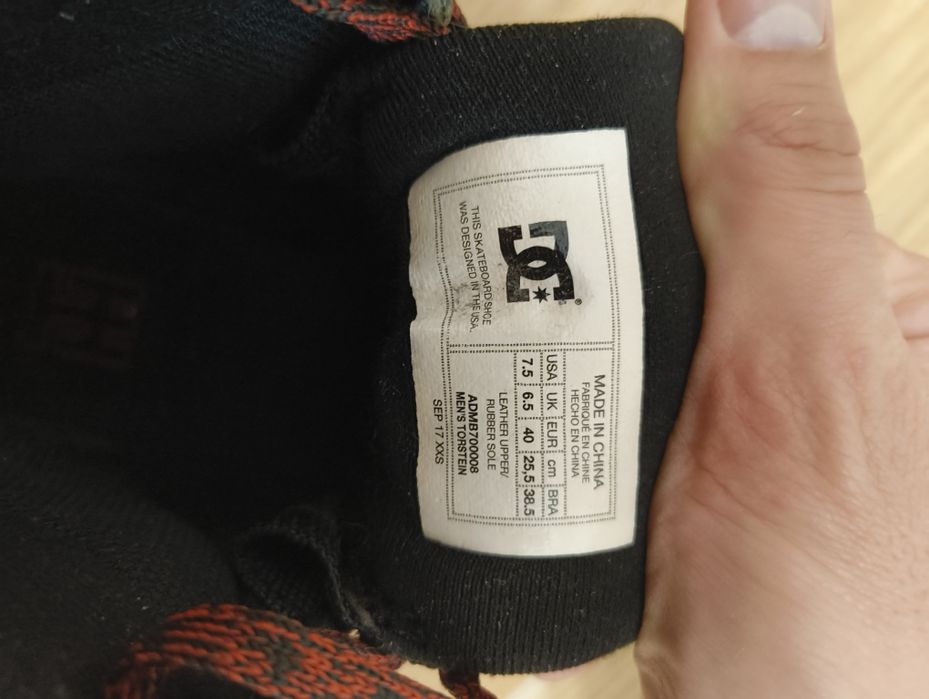 DC®
THIS SKATEBOARD SHOE
WAS DESIGNED IN THE USA.
MADE IN CHINA
FABRIQUÉ EN CHINE
HECHO EN CHINA
USA UK EUR cm BRA
7.5 6.5 40 25,5 38.5
LEATHER UPPER/
RUBBER SOLE
ADMB700008
MEN'S TORSTEIN
SEP 17 XXS